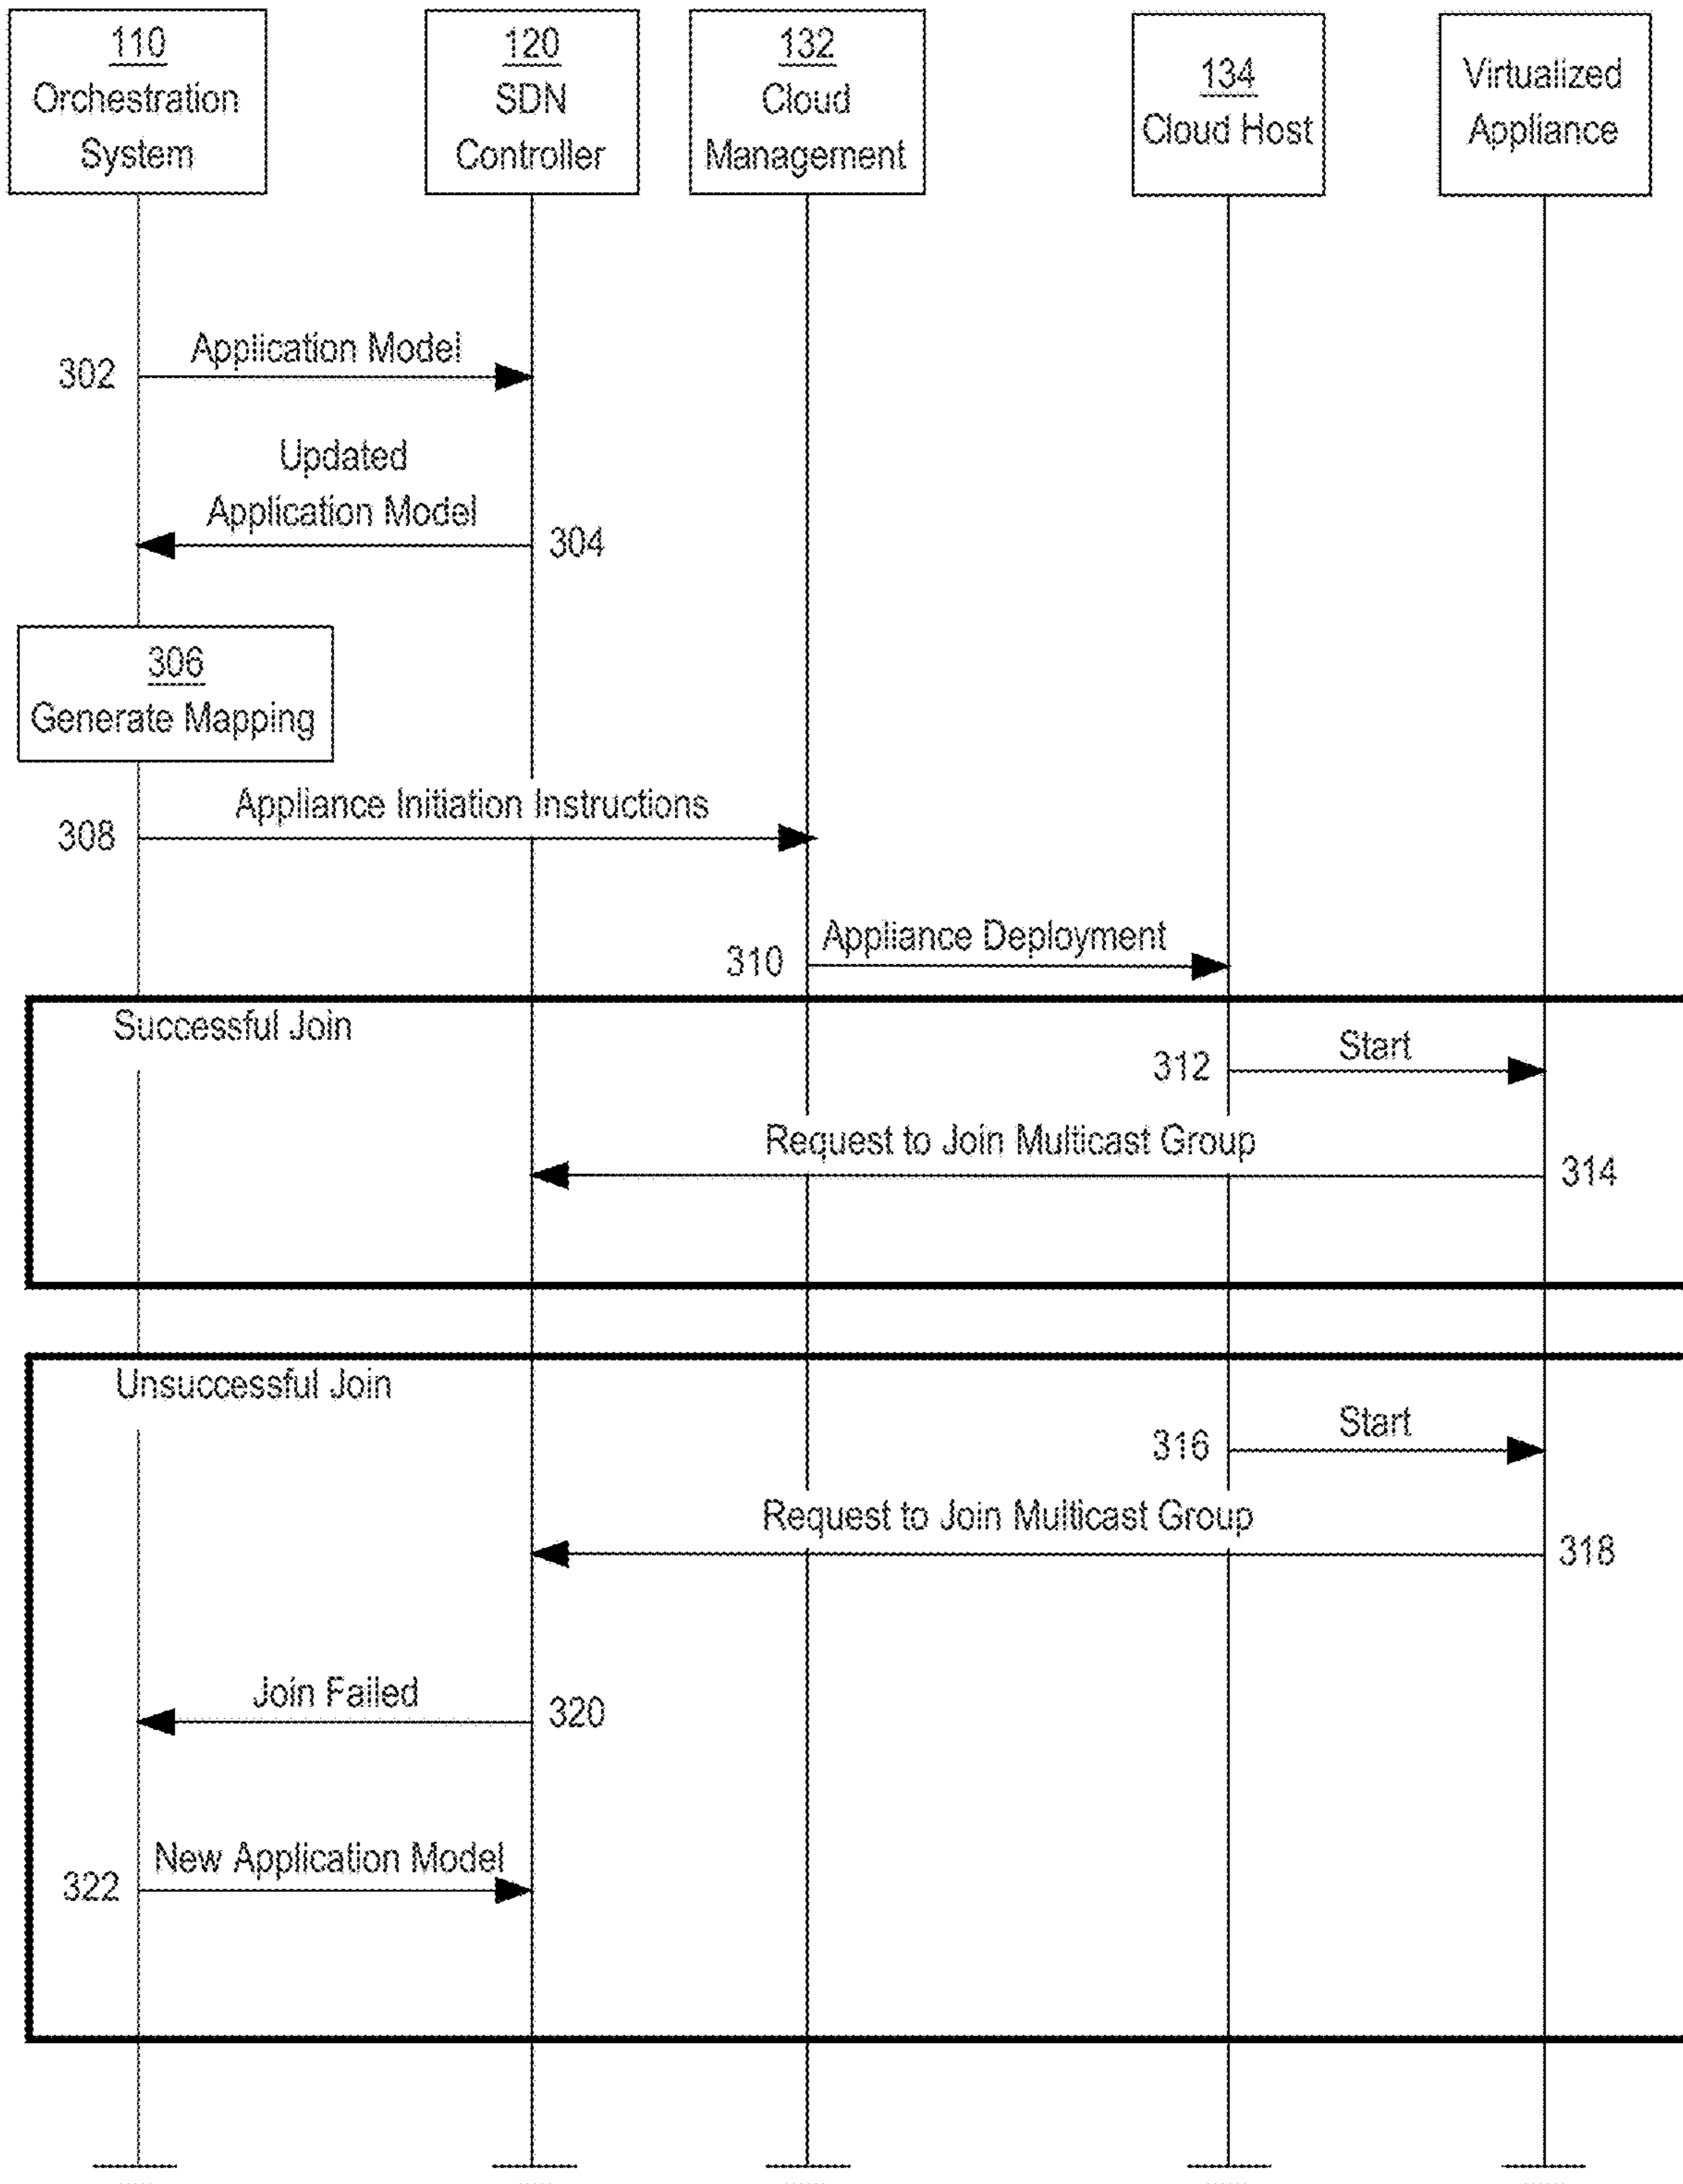 110
Orchestration
System
120
SDN
Controller
132
Cloud
Management
134
Cloud Host
Virtualized
Appliance
Application Model
302
Updated
Application Model
304
306
Generate Mapping
Appliance Initiation Instructions
308
Appliance Deployment
310
Successful Join
Start
312
Request to Join Multicast Group
314
Unsuccessful Join
Start
316
Request to Join Multicast Group
318
Join Failed
320
New Application Model
322